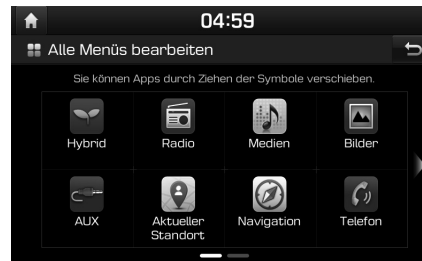 04:59
Alle Menüs bearbeiten
Sie können Apps durch Ziehen der Symbole verschieben.
Hybrid Radio Medien Bilder
AUX Aktueller Standort Navigation Telefon